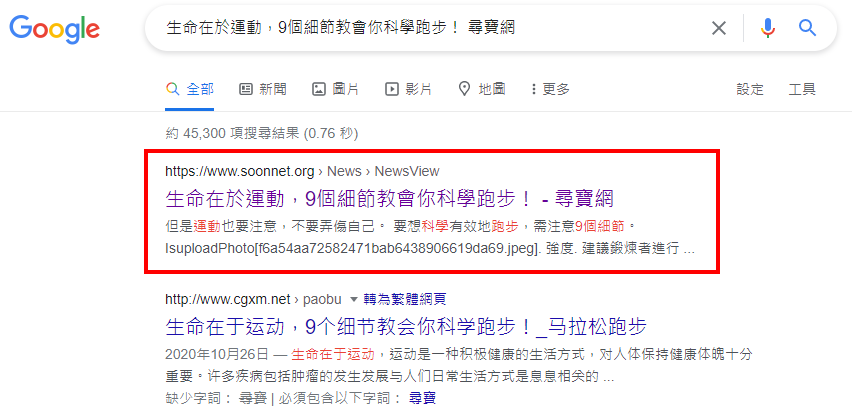 Google
生命在於運動，9個細節教會你科學跑步！ 尋寶網
全部 新聞 圖片 影片 地圖 更多 設定 工具
約 45,300 項搜尋結果 (0.76 秒)
https://www.soonnet.org › News › NewsView
生命在於運動，9個細節教會你科學跑步！ - 尋寶網
但是運動也要注意，不要弄傷自己。 要想科學有效地跑步，需注意9個細節。
IsuploadPhoto[f6a54aa72582471bab6438906619da69.jpeg]. 強度. 建議鍛煉者進行 ...
http://www.cgxm.net › paobu 轉為繁體網頁
生命在于运动，9个细节教会你科学跑步！_马拉松跑步
2020年10月26日 — 生命在于运动，运动是一种积极健康的生活方式，对人体保持健康体魄十分
重要。许多疾病包括肿瘤的发生发展与人们日常生活方式是息息相关的 ...
缺少字詞： 尋寶 | 必須包含以下字詞： 尋寶